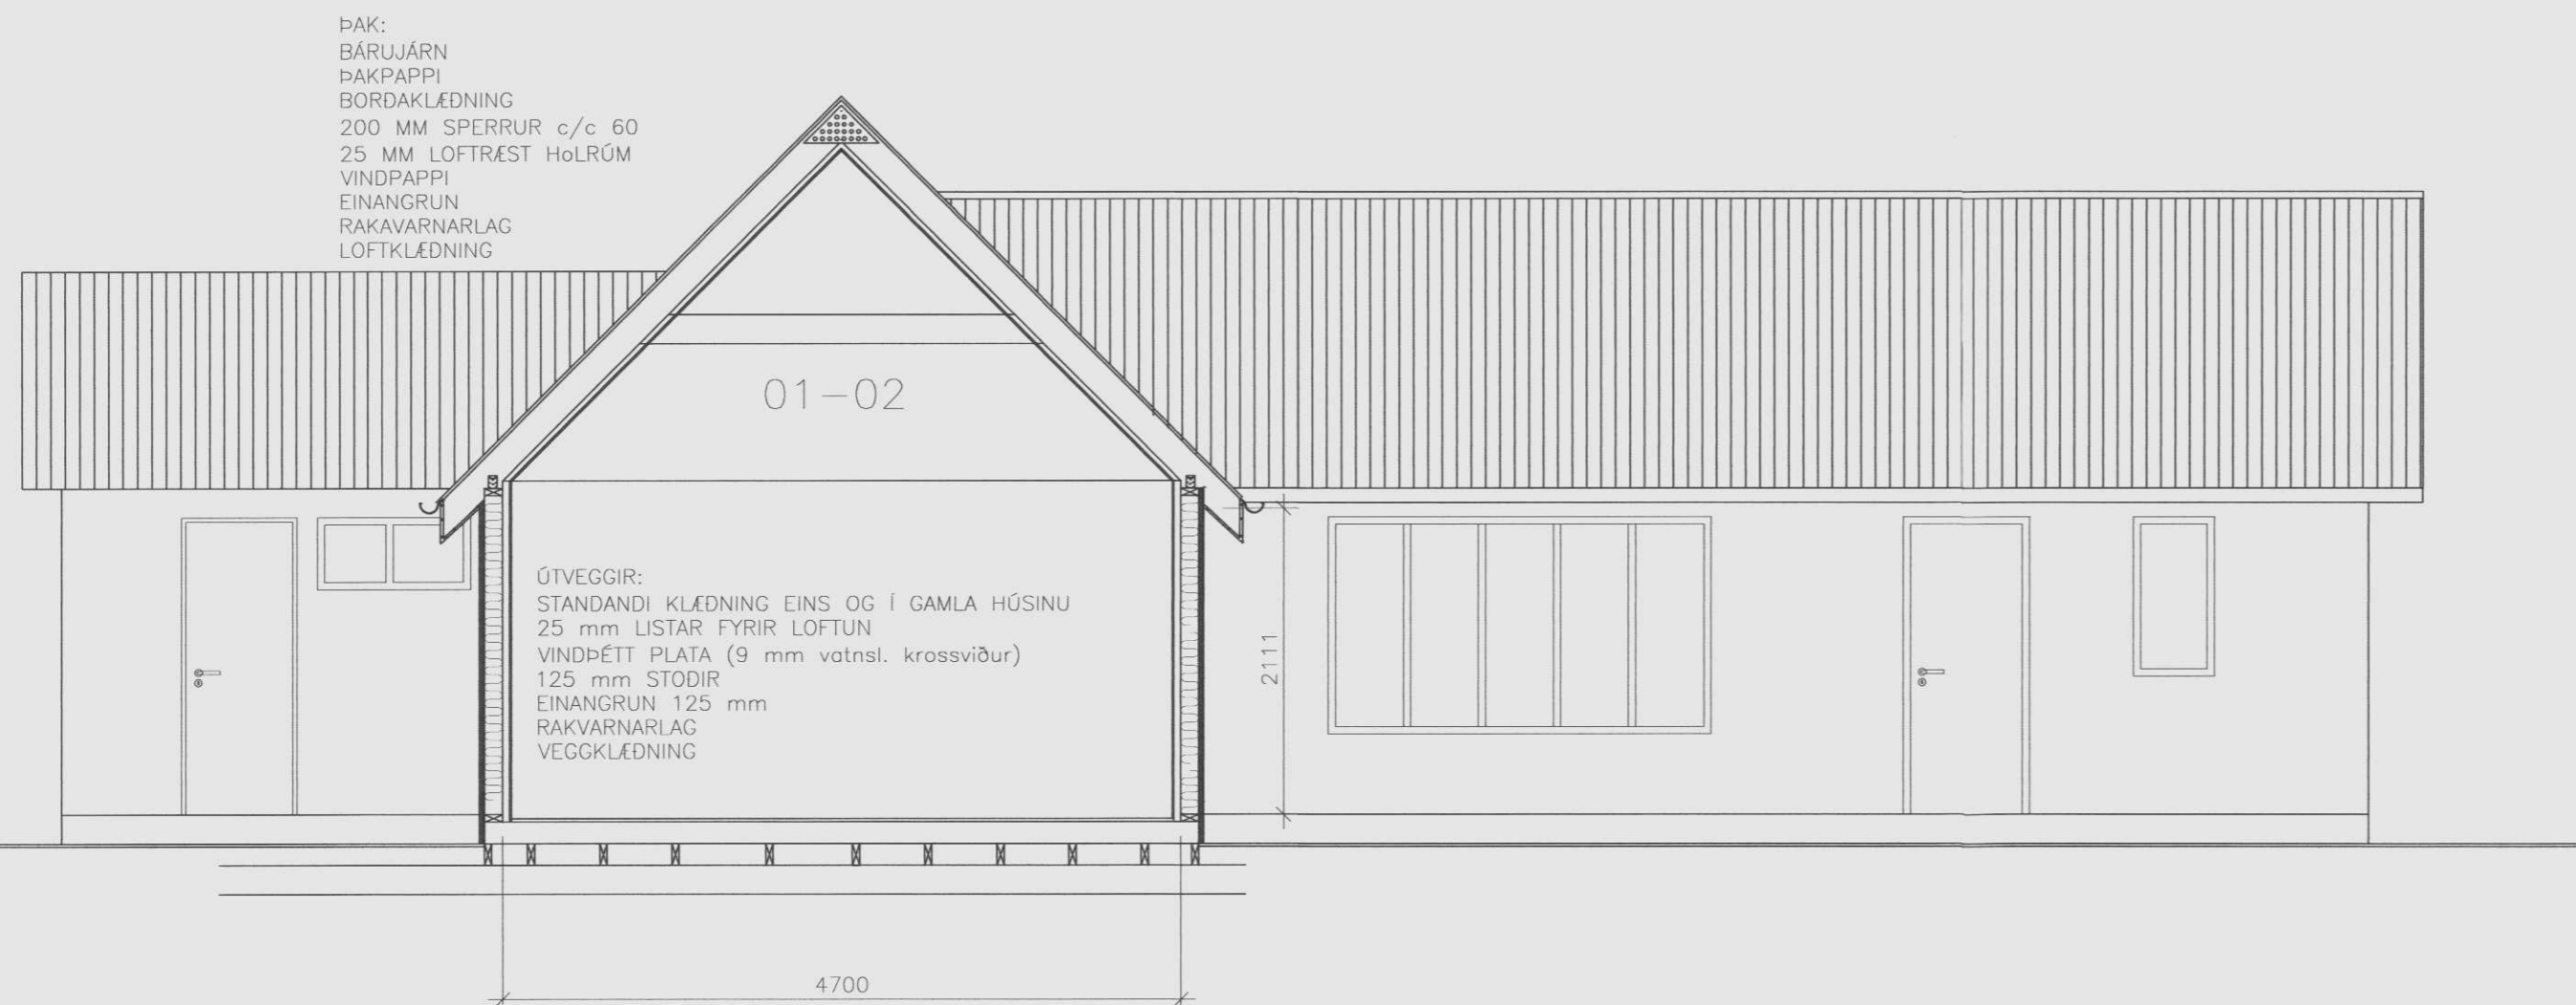 ÞAK:
BÁRUJÁRN
ÞAKPAPPI
BORÐAKLÆÐNING
200 MM SPERRUR c/c 60
25 MM LOFTRÆST HoLRÚM
VINDPAPPI
EINANGRUN
RAKAVARNARLAG
LOFTKLÆÐNING
01-02
ÚTVEGGIR:
STANDANDI KLÆÐNING EINS OG Í GAMLA HÚSINU
25 mm LISTAR FYRIR LOFTUN
VINDÞÉTT PLATA (9 mm vatnsl. krossviður)
125 mm STOÐIR
EINANGRUN 125 mm
RAKVARNARLAG
VEGGKLÆÐNING
2111
4700